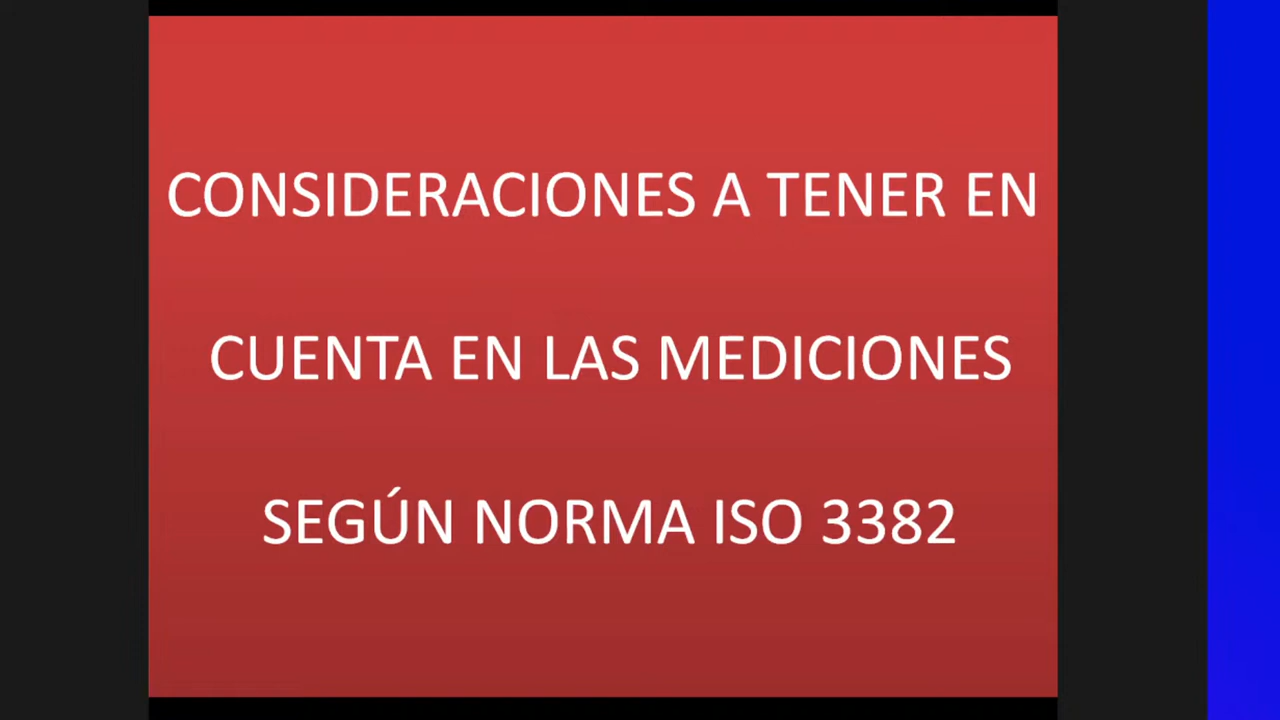 CONSIDERACIONES A TENER EN
CUENTA EN LAS MEDICIONES
SEGÚN NORMA ISO 3382